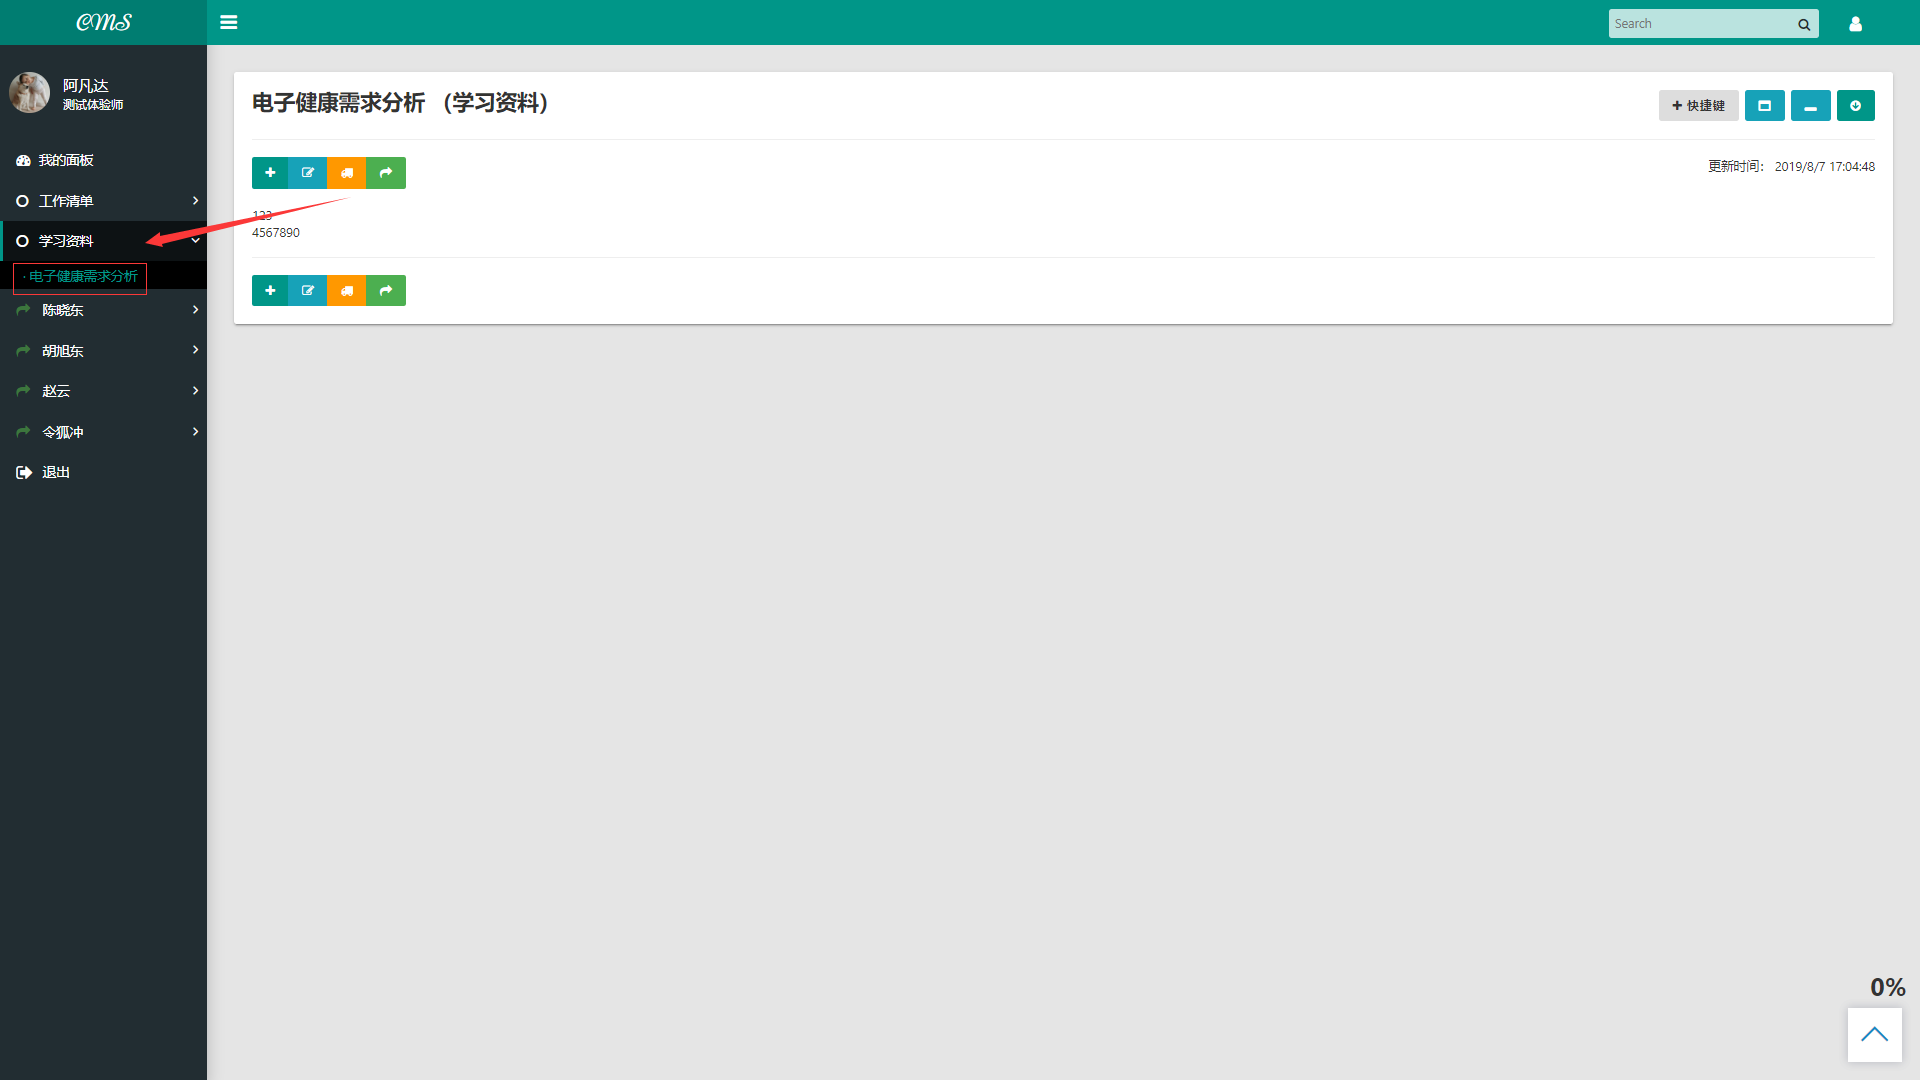 CMS
Search
阿凡达
测试体验师
我的面板
工作清单
学习资料
· 电子健康需求分析
陈晓东
胡旭东
赵云
令狐冲
退出
电子健康需求分析 （学习资料）
快捷键
更新时间： 2019/8/7 17:04:48
123
4567890
0%